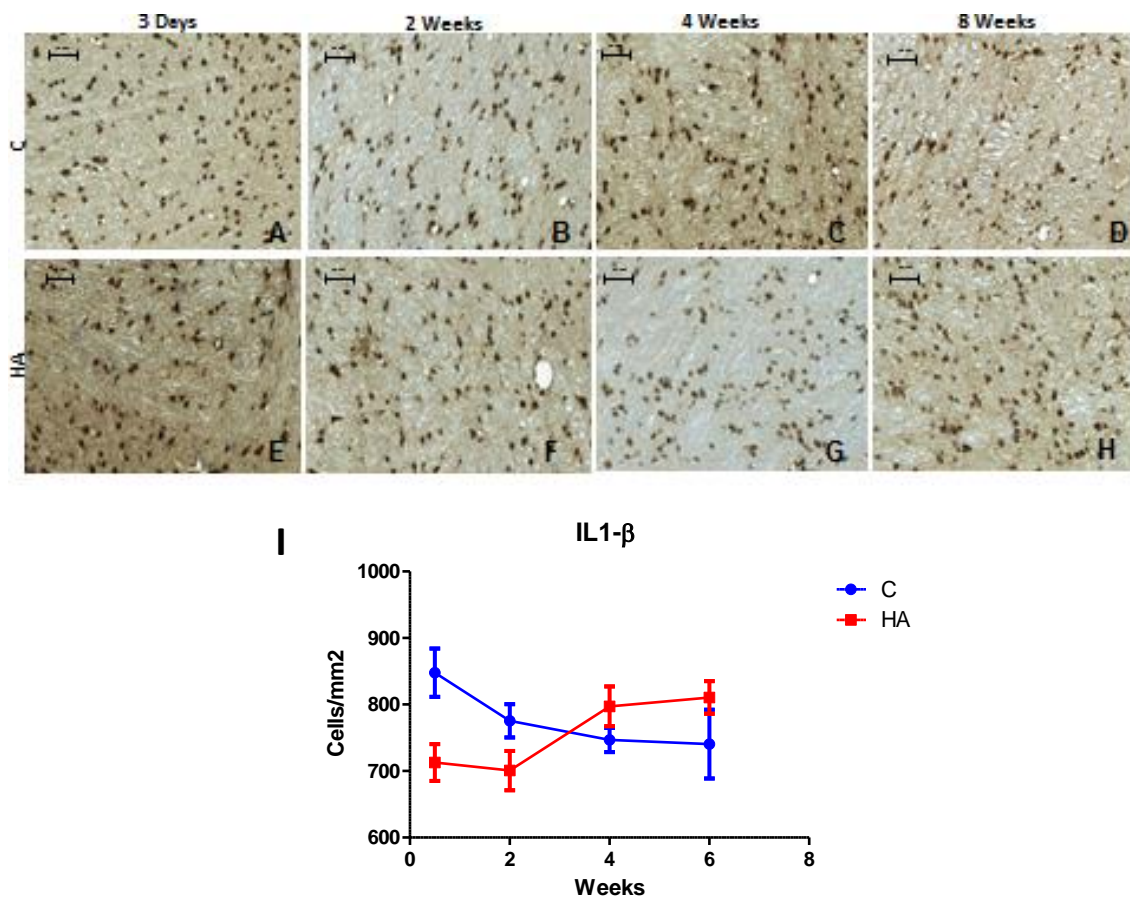 3 Days 2 Weeks 4 Weeks 8 Weeks
C
A B C D
HA
E F G H
I
IL1-β
1000
900
800
700
600
Cells/mm2
0 2 4 6 8
Weeks
C
HA